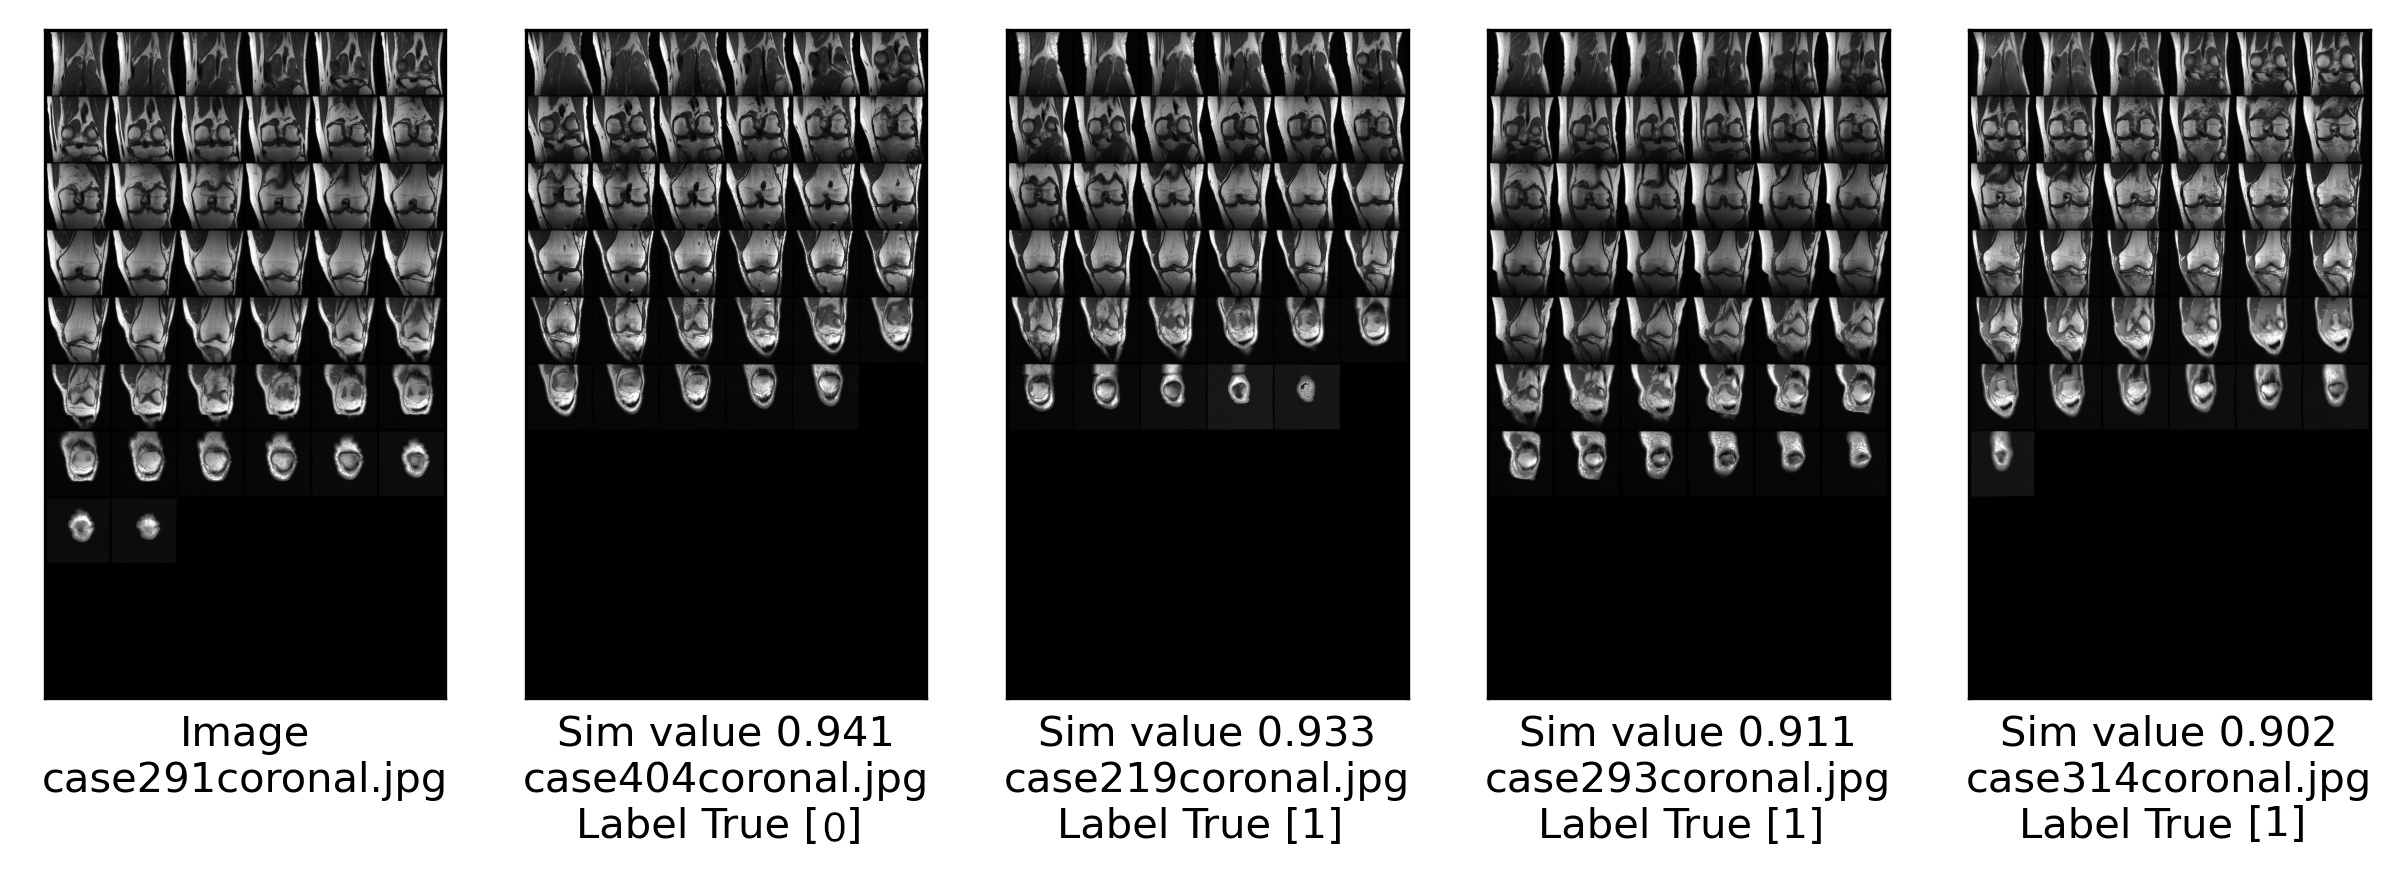 Image
case291coronal.jpg
Sim value 0.941
case404coronal.jpg
Label True [0]
Sim value 0.933
case219coronal.jpg
Label True [1]
Sim value 0.911
case293coronal.jpg
Label True [1]
Sim value 0.902
case314coronal.jpg
Label True [1]